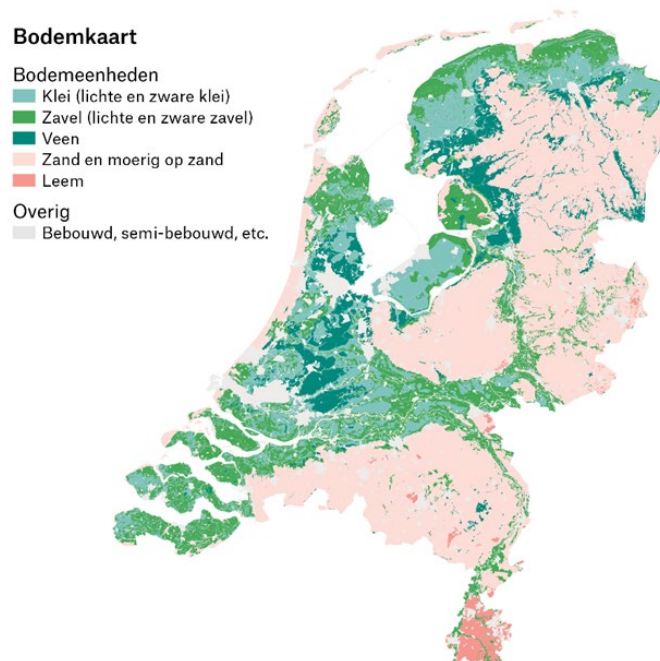 Bodemkaart
Bodemeenheden
Klei (lichte en zware klei)
Zavel (lichte en zware zavel)
Veen
Zand en moerig op zand
Leem
Overig
Bebouwd, semi-bebouwd, etc.